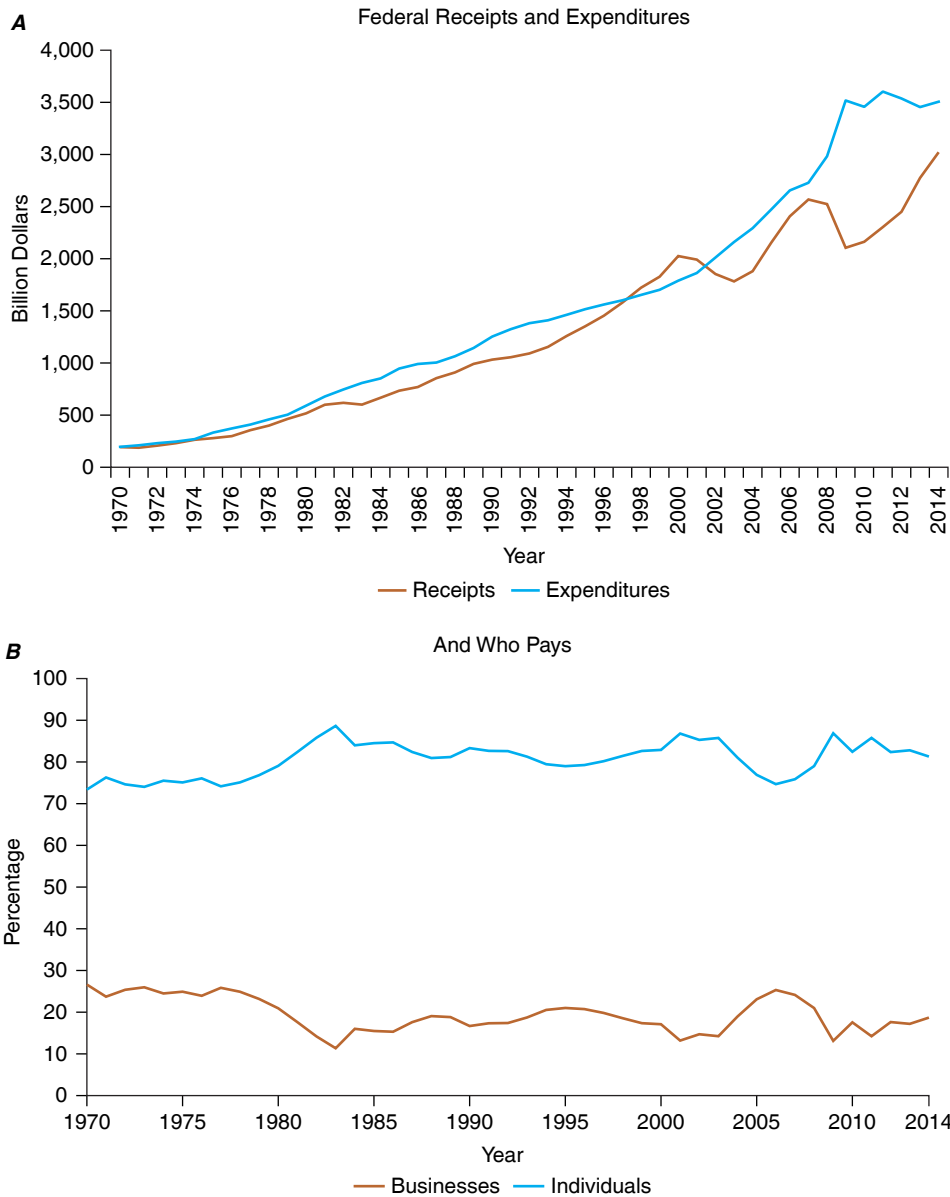 A
Federal Receipts and Expenditures
4,000
3,500
3,000
2,500
2,000
1,500
1,000
500
0
Billion Dollars
1970 1972 1974 1976 1978 1980 1982 1984 1986 1988 1990 1992 1994 1996 1998 2000 2002 2004 2006 2008 2010 2012 2014
Year
Receipts Expenditures
B
And Who Pays
100
90
80
70
60
50
40
30
20
10
0
Percentage
1970 1975 1980 1985 1990 1995 2000 2005 2010 2014
Year
Businesses Individuals